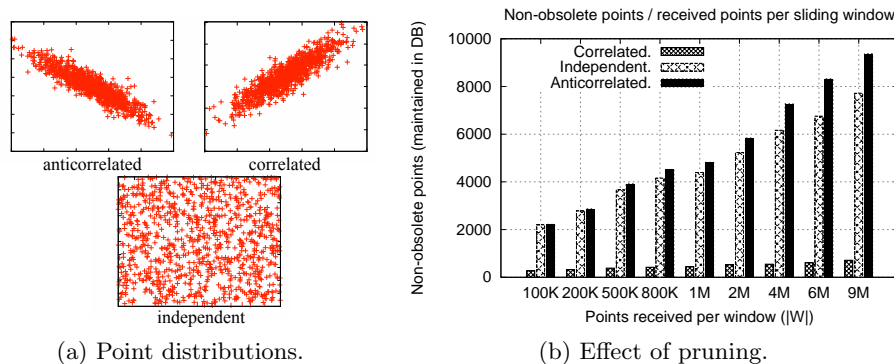 anticorrelated
correlated
independent
(a) Point distributions.
Non-obsolete points / received points per sliding window
Non-obsolete points (maintained in DB)
10000
8000
6000
4000
2000
0
Correlated.
Independent.
Anticorrelated.
100K 200K 500K 800K 1M 2M 4M 6M 9M
Points received per window (|W|)
(b) Effect of pruning.